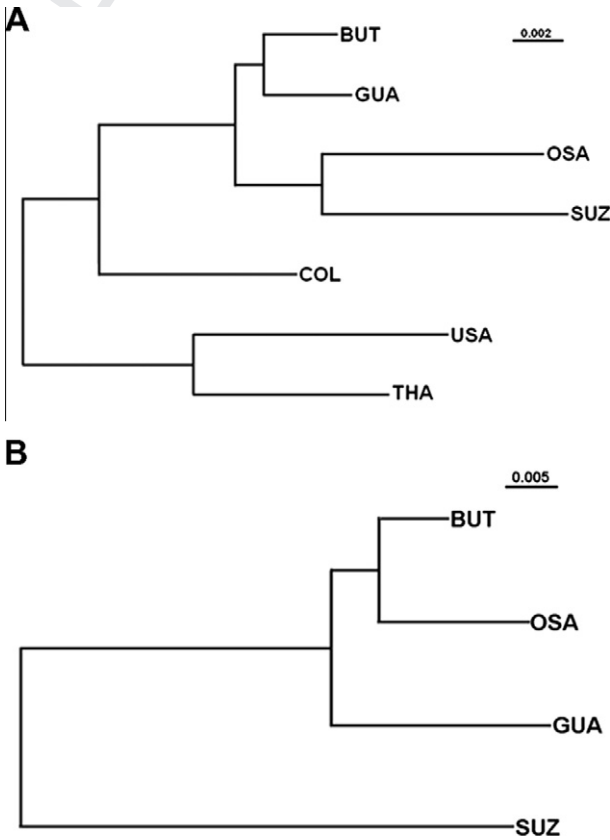 A
BUT
0.002
GUA
OSA
SUZ
COL
USA
THA
B
0.005
BUT
OSA
GUA
SUZ